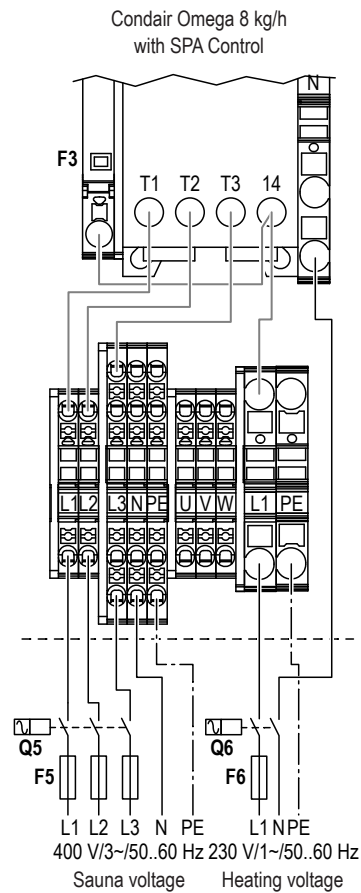 Condair Omega 8 kg/h
with SPA Control
N
F3
T1 T2 T3 14
L1 L2 L3 N PE U V W L1 PE
Q5 Q6
F5 F6
L1 L2 L3 N PE L1 N PE
400 V/3~/50..60 Hz 230 V/1~/50..60 Hz
Sauna voltage Heating voltage